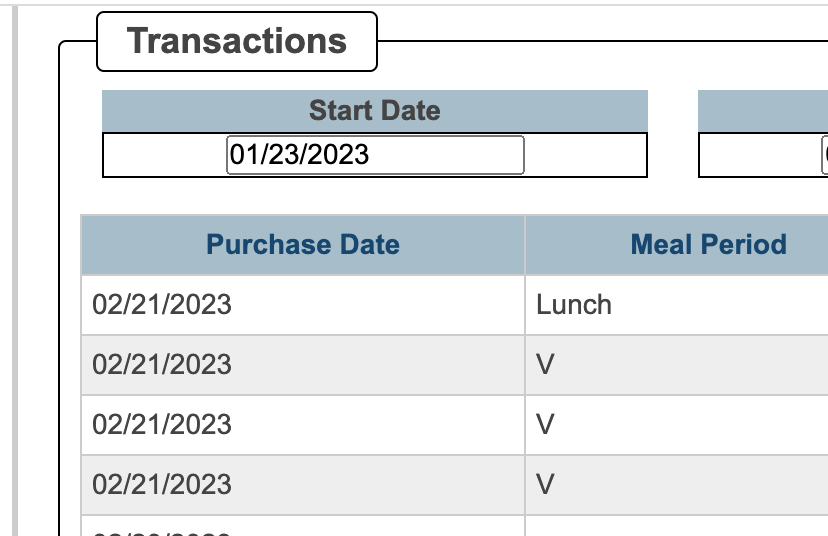 Transactions
Start Date
01/23/2023
Purchase Date Meal Period
02/21/2023 Lunch
02/21/2023 V
02/21/2023 V
02/21/2023 V